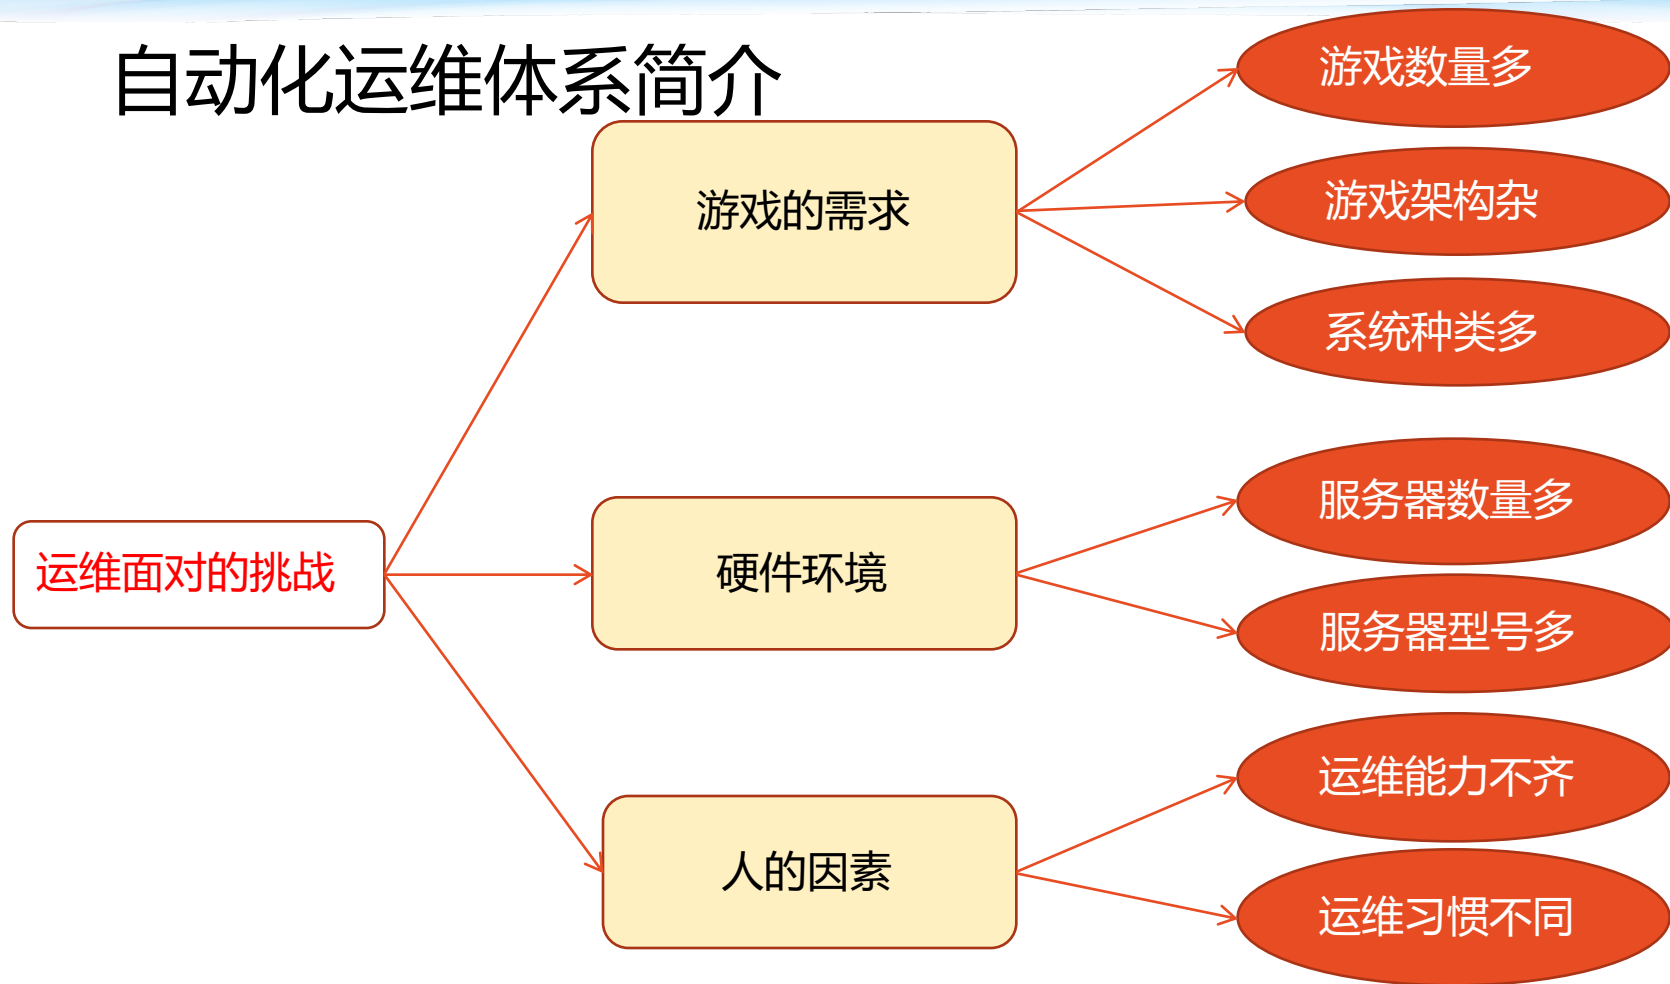 自动化运维体系简介
运维面对的挑战
游戏的需求
游戏数量多
游戏架构杂
系统种类多
硬件环境
服务器数量多
服务器型号多
人的因素
运维能力不齐
运维习惯不同